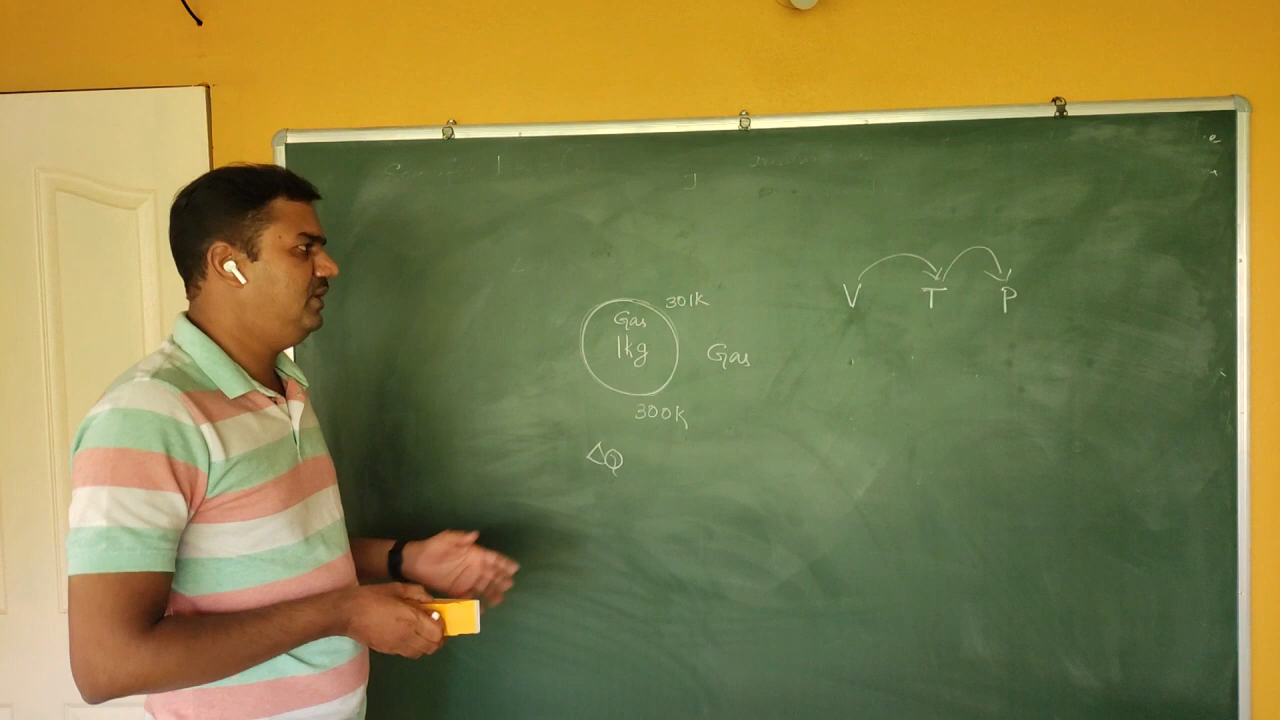 301K
Gas
1kg
Gas
300K
ΔQ
V T P